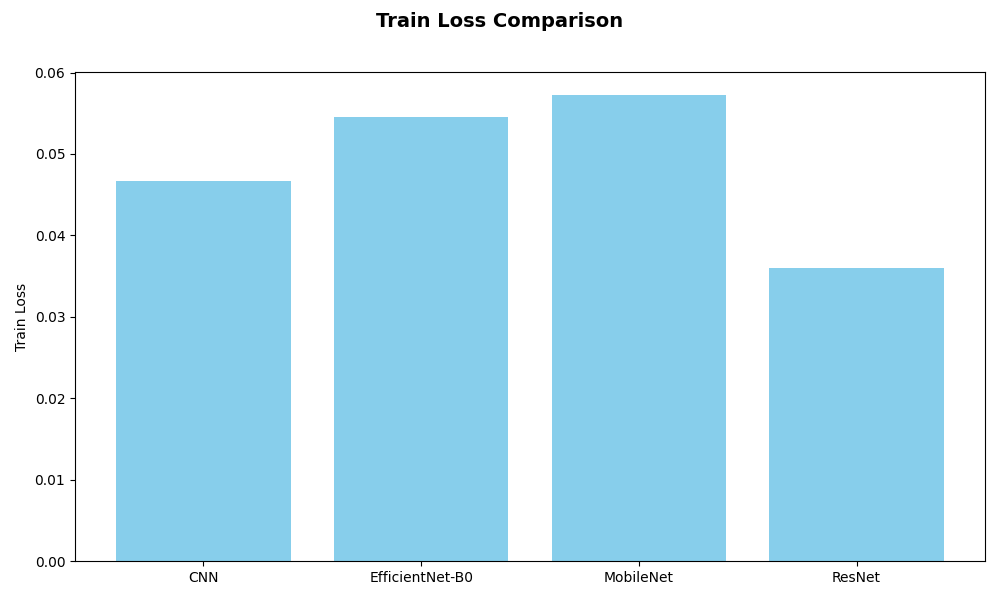 Train Loss Comparison
0.06
0.05
0.04
0.03
0.02
0.01
0.00
Train Loss
CNN
EfficientNet-B0
MobileNet
ResNet